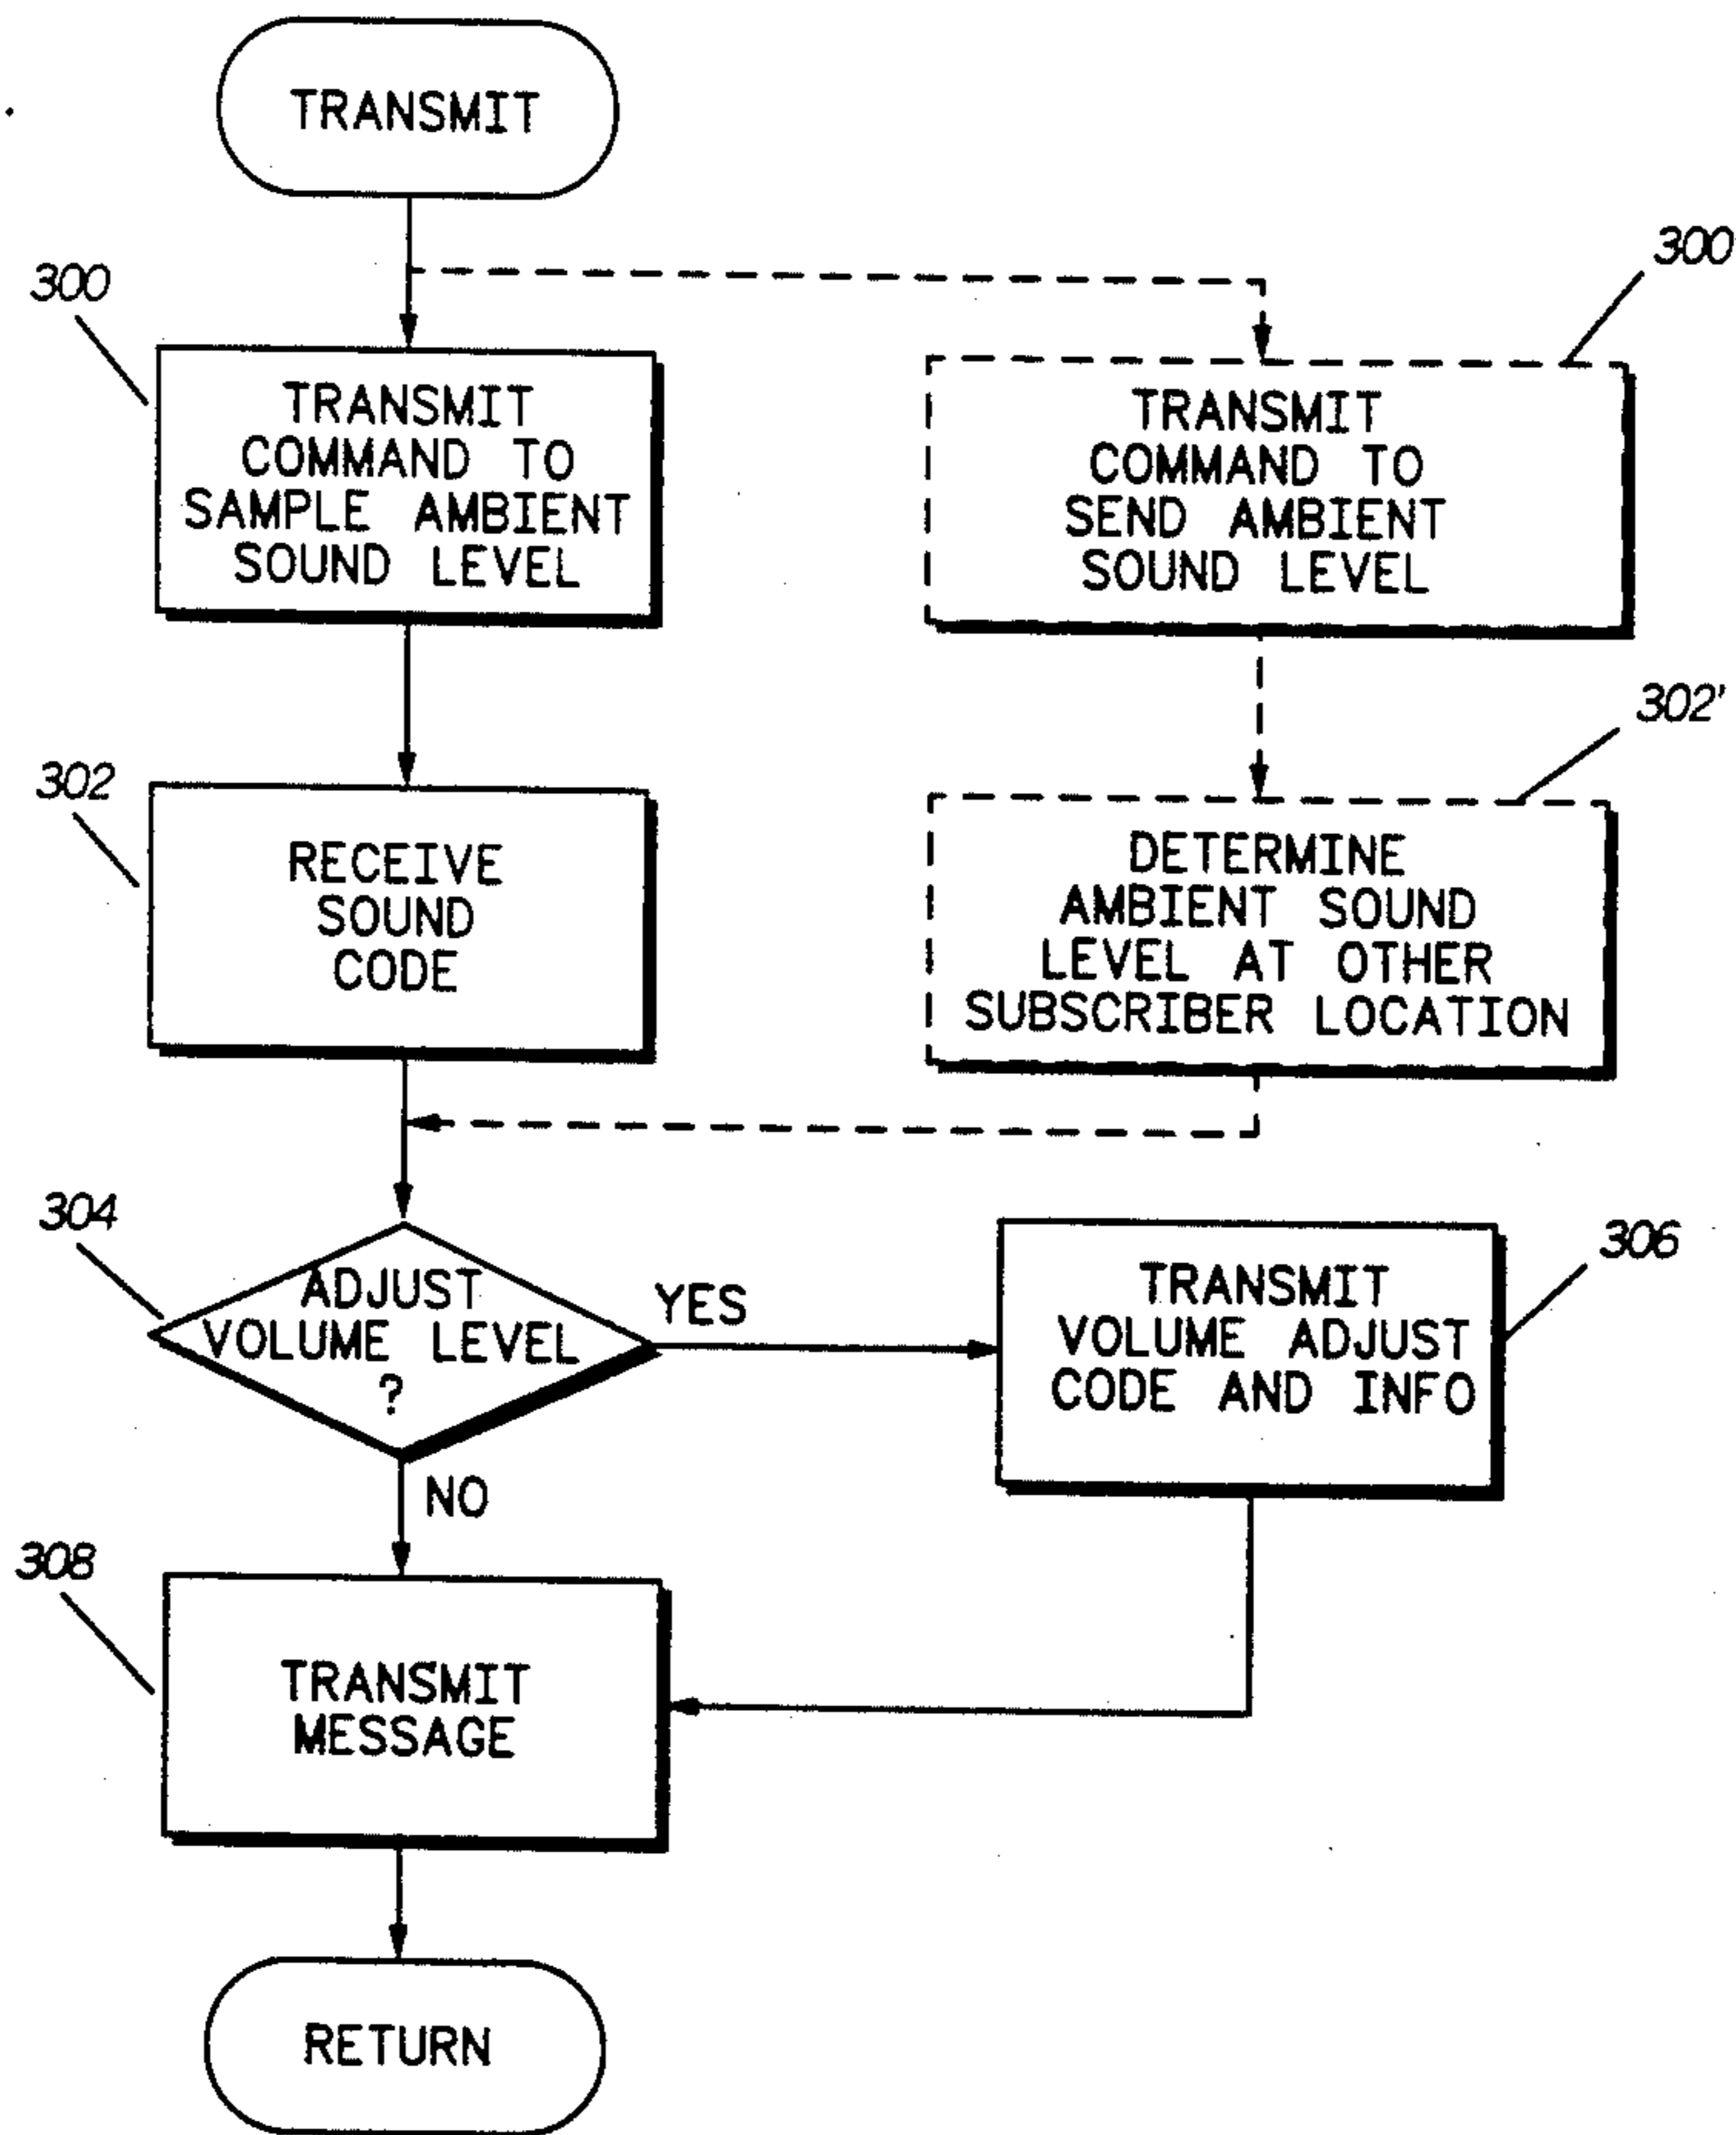 TRANSMIT
300
TRANSMIT
COMMAND TO
SAMPLE AMBIENT
SOUND LEVEL
300
TRANSMIT
COMMAND TO
SEND AMBIENT
SOUND LEVEL
302
RECEIVE
SOUND
CODE
302'
DETERMINE
AMBIENT SOUND
LEVEL AT OTHER
SUBSCRIBER LOCATION
304
ADJUST
VOLUME LEVEL
?
YES
NO
306
TRANSMIT
VOLUME ADJUST
CODE AND INFO
308
TRANSMIT
MESSAGE
RETURN